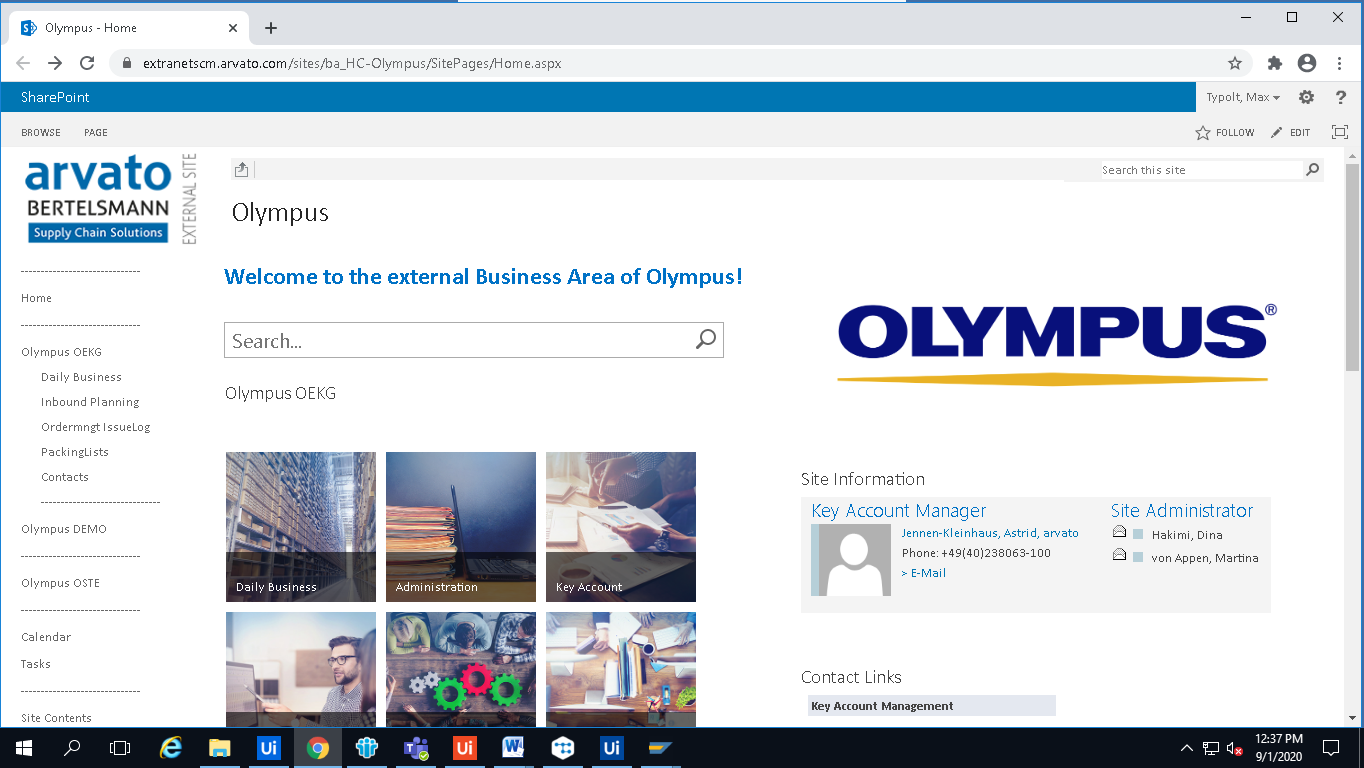 Olympus - Home
extranetscm.arvato.com/sites/ba_HC-Olympus/SitePages/Home.aspx
SharePoint
Typolt, Max
?
BROWSE PAGE
FOLLOW EDIT
arvato
BERTELSMANN
Supply Chain Solutions
EXTERNAL SITE
Search this site
Olympus
Home
Olympus OEKG
Daily Business
Inbound Planning
Ordermngt IssueLog
PackingLists
Contacts
Olympus DEMO
Olympus OSTE
Calendar
Tasks
Site Contents
Welcome to the external Business Area of Olympus!
Search...
Olympus OEKG
Daily Business
Administration
Key Account
OLYMPUS®
Site Information
Key Account Manager
Jennen-Kleinhaus, Astrid, arvato
Phone: +49(40)238063-100
> E-Mail
Site Administrator
Hakimi, Dina
von Appen, Martina
Contact Links
Key Account Management
Ui
Ui
Ui
12:37 PM
9/1/2020